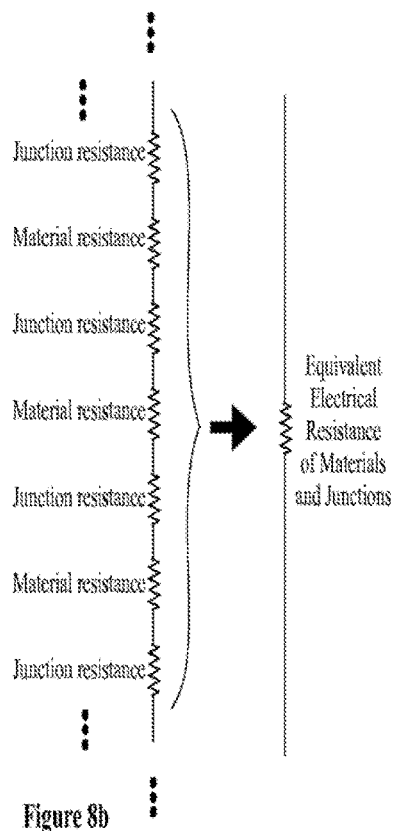 Junction resistance
Material resistance
Junction resistance
Material resistance
Junction resistance
Material resistance
Junction resistance
Equivalent
Electrical
Resistance
of Materials
and Junctions
Figure 8b